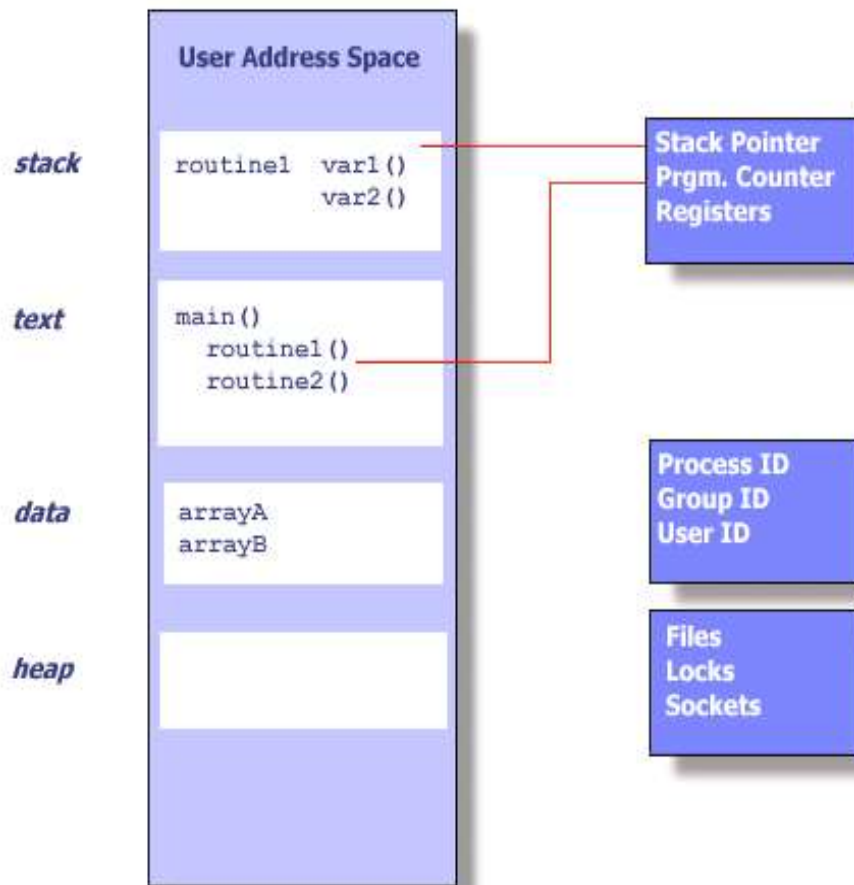 User Address Space
stack
routine1 var1()
var2()
text
main()
routine1()
routine2()
data
arrayA
arrayB
heap
Stack Pointer
Prgm. Counter
Registers
Process ID
Group ID
User ID
Files
Locks
Sockets